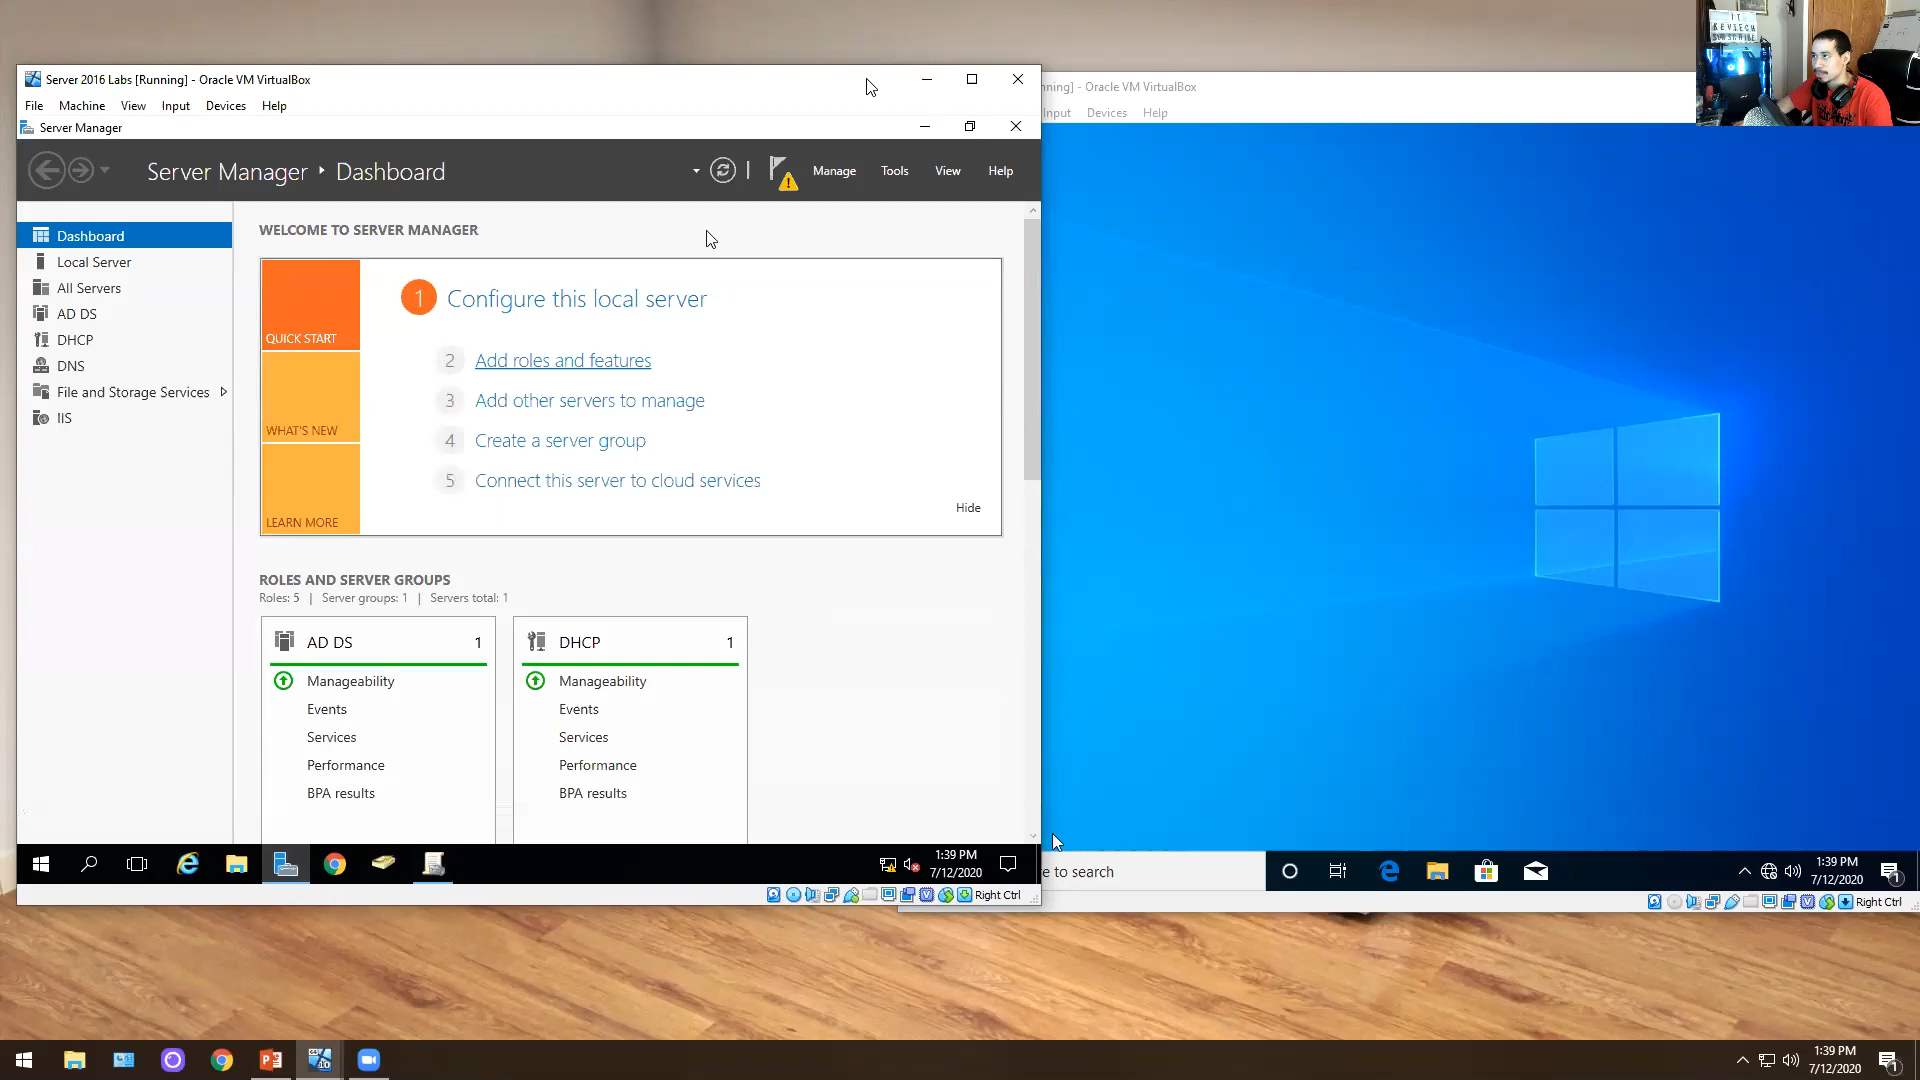 IT
KEVTECH
SUBSCRIBE
Server 2016 Labs [Running] - Oracle VM VirtualBox
File Machine View Input Devices Help
Server Manager
Server Manager Dashboard
Manage Tools View Help
nning] - Oracle VM VirtualBox
Input Devices Help
Dashboard
Local Server
All Servers
AD DS
DHCP
DNS
File and Storage Services
IIS
WELCOME TO SERVER MANAGER
QUICK START
WHAT'S NEW
LEARN MORE
1 Configure this local server
2 Add roles and features
3 Add other servers to manage
4 Create a server group
5 Connect this server to cloud services
Hide
ROLES AND SERVER GROUPS
Roles: 5 | Server groups: 1 | Servers total: 1
AD DS 1
Manageability
Events
Services
Performance
BPA results
DHCP 1
Manageability
Events
Services
Performance
BPA results
1:39 PM
7/12/2020
Right Ctrl
e to search
1:39 PM
7/12/2020
1
Right Ctrl
1:39 PM
7/12/2020
1